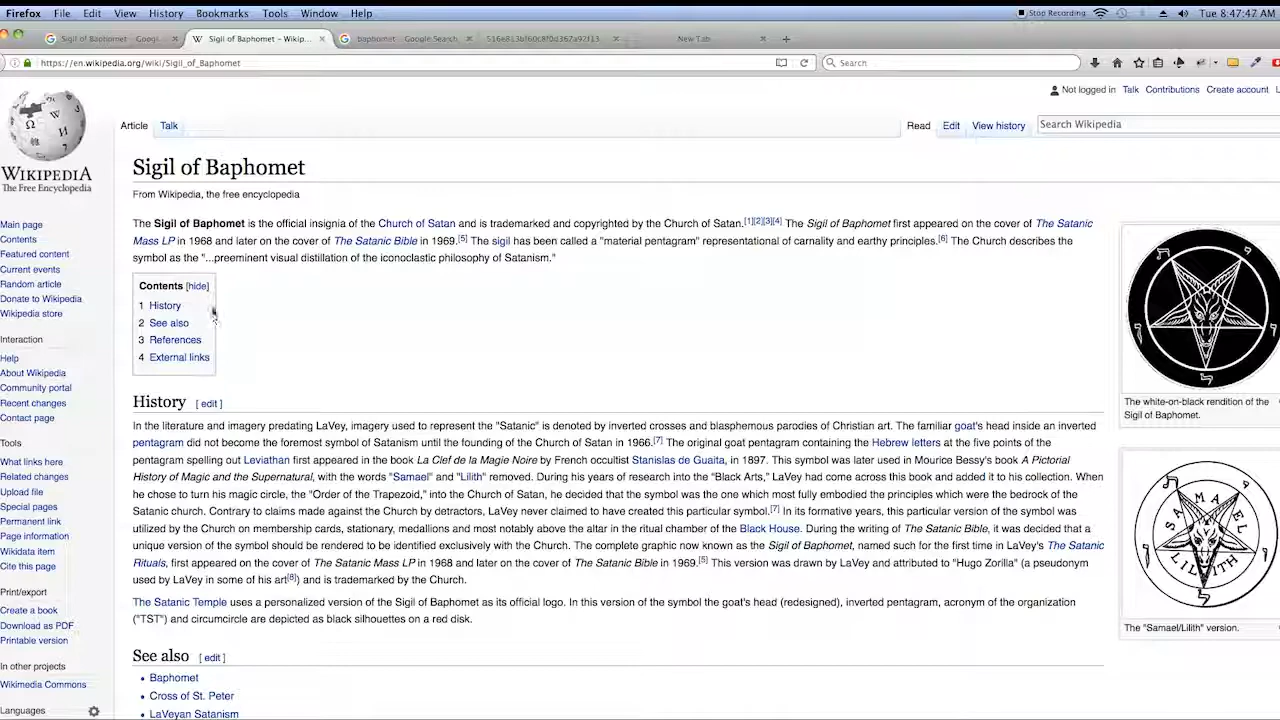 Firefox File Edit View History Bookmarks Tools Window Help Stop Recording Tue 8:47:47 AM
Sigil of Baphomet - Googl... Sigil of Baphomet - Wikip... baphomet - Google Search New Tab
https://en.wikipedia.org/wiki/Sigil_of_Baphomet Search
Not logged in Talk Contributions Create account
Article Talk Read Edit View history Search Wikipedia
WIKIPEDIA
The Free Encyclopedia
Sigil of Baphomet
From Wikipedia, the free encyclopedia
The Sigil of Baphomet is the official insignia of the Church of Satan and is trademarked and copyrighted by the Church of Satan.[1][2][3][4] The Sigil of Baphomet first appeared on the cover of The Satanic
Mass LP in 1968 and later on the cover of The Satanic Bible in 1969.[5] The sigil has been called a "material pentagram" representational of carnality and earthy principles.[6] The Church describes the
symbol as the "...preeminent visual distillation of the iconoclastic philosophy of Satanism."
Contents [hide]
1 History
2 See also
3 References
4 External links
History [ edit ]
In the literature and imagery predating LaVey, imagery used to represent the "Satanic" is denoted by inverted crosses and blasphemous parodies of Christian art. The familiar goat's head inside an inverted
pentagram did not become the foremost symbol of Satanism until the founding of the Church of Satan in 1966.[7] The original goat pentagram containing the Hebrew letters at the five points of the
pentagram spelling out Leviathan first appeared in the book La Clef de la Magie Noire by French occultist Stanislas de Guaita, in 1897. This symbol was later used in Mourice Bessy's book A Pictorial
History of Magic and the Supernatural, with the words "Samael" and "Lilith" removed. During his years of research into the "Black Arts," LaVey had come across this book and added it to his collection. When
he chose to turn his magic circle, the "Order of the Trapezoid," into the Church of Satan, he decided that the symbol was the one which most fully embodied the principles which were the bedrock of the
Satanic church. Contrary to claims made against the Church by detractors, LaVey never claimed to have created this particular symbol.[7] In its formative years, this particular version of the symbol was
utilized by the Church on membership cards, stationary, medallions and most notably above the altar in the ritual chamber of the Black House. During the writing of The Satanic Bible, it was decided that a
unique version of the symbol should be rendered to be identified exclusively with the Church. The complete graphic now known as the Sigil of Baphomet, named such for the first time in LaVey's The Satanic
Rituals, first appeared on the cover of The Satanic Mass LP in 1968 and later on the cover of The Satanic Bible in 1969.[5] This version was drawn by LaVey and attributed to "Hugo Zorilla" (a pseudonym
used by LaVey in some of his art[8]) and is trademarked by the Church.
The Satanic Temple uses a personalized version of the Sigil of Baphomet as its official logo. In this version of the symbol the goat's head (redesigned), inverted pentagram, acronym of the organization
("TST") and circumcircle are depicted as black silhouettes on a red disk.
See also [ edit ]
• Baphomet
• Cross of St. Peter
• LaVeyan Satanism
Main page
Contents
Featured content
Current events
Random article
Donate to Wikipedia
Wikipedia store
Interaction
Help
About Wikipedia
Community portal
Recent changes
Contact page
Tools
What links here
Related changes
Upload file
Special pages
Permanent link
Page information
Wikidata item
Cite this page
Print/export
Create a book
Download as PDF
Printable version
In other projects
Wikimedia Commons
Languages
The white-on-black rendition of the
Sigil of Baphomet.
SAMAEL
LILITH
The "Samael/Lilith" version.